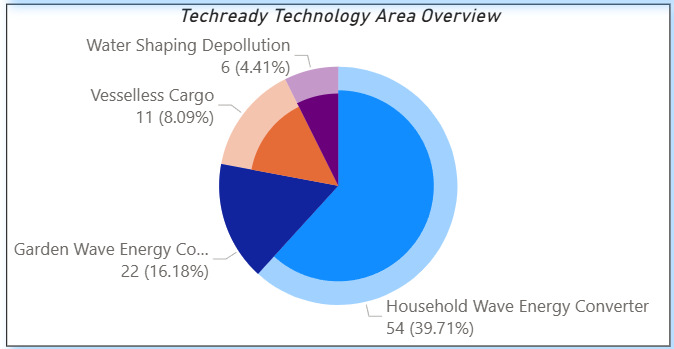 Techready Technology Area Overview
Water Shaping Depollution
6 (4.41%)
Vesselless Cargo
11 (8.09%)
Garden Wave Energy Co...
22 (16.18%)
Household Wave Energy Converter
54 (39.71%)